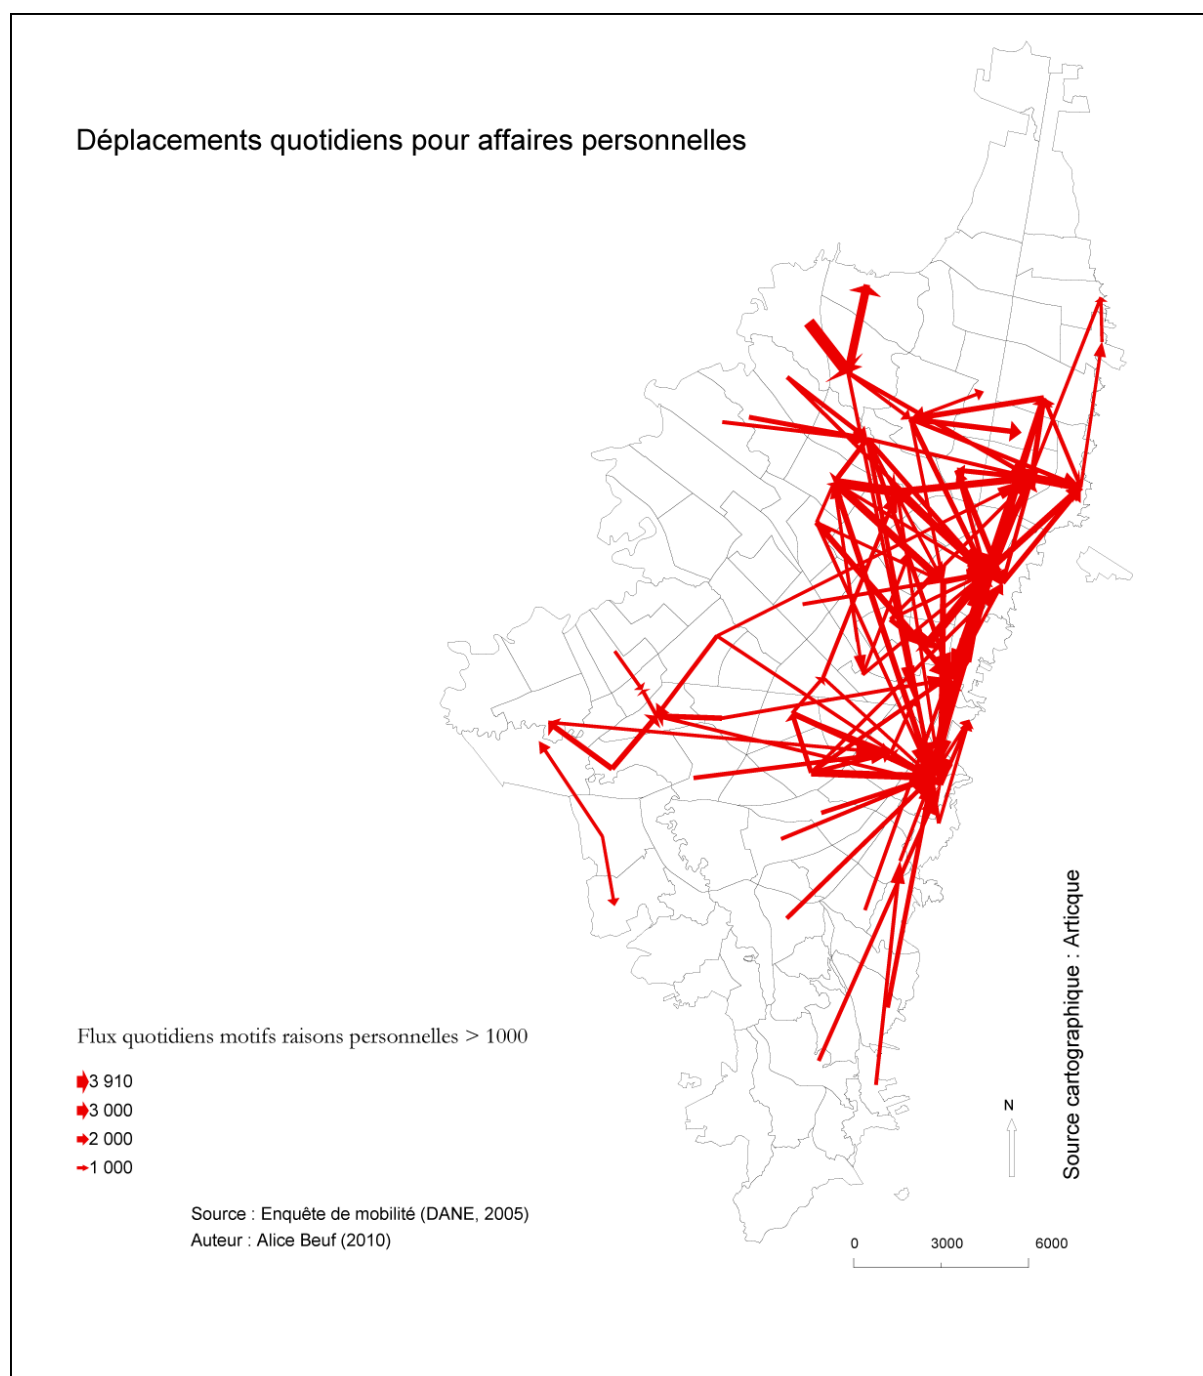 Déplacements quotidiens pour affaires personnelles
Flux quotidiens motifs raisons personnelles > 1000
3 910
3 000
2 000
1 000
Source : Enquête de mobilité (DANE, 2005)
Auteur : Alice Beuf (2010)
N
0 3000 6000
Source cartographique : Articque